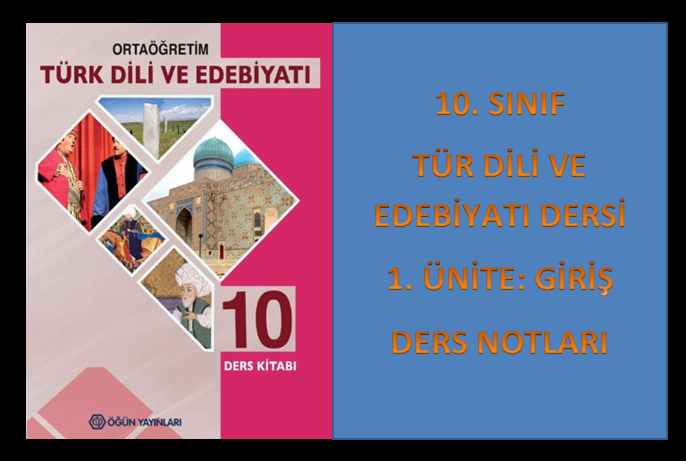 ORTAÖĞRETİM
TÜRK DİLİ VE EDEBİYATI
10
DERS KİTABI
ÖĞÜN YAYINLARI
10. SINIF
TÜR DİLİ VE
EDEBİYATI DERSİ
1. ÜNİTE: GİRİŞ
DERS NOTLARI